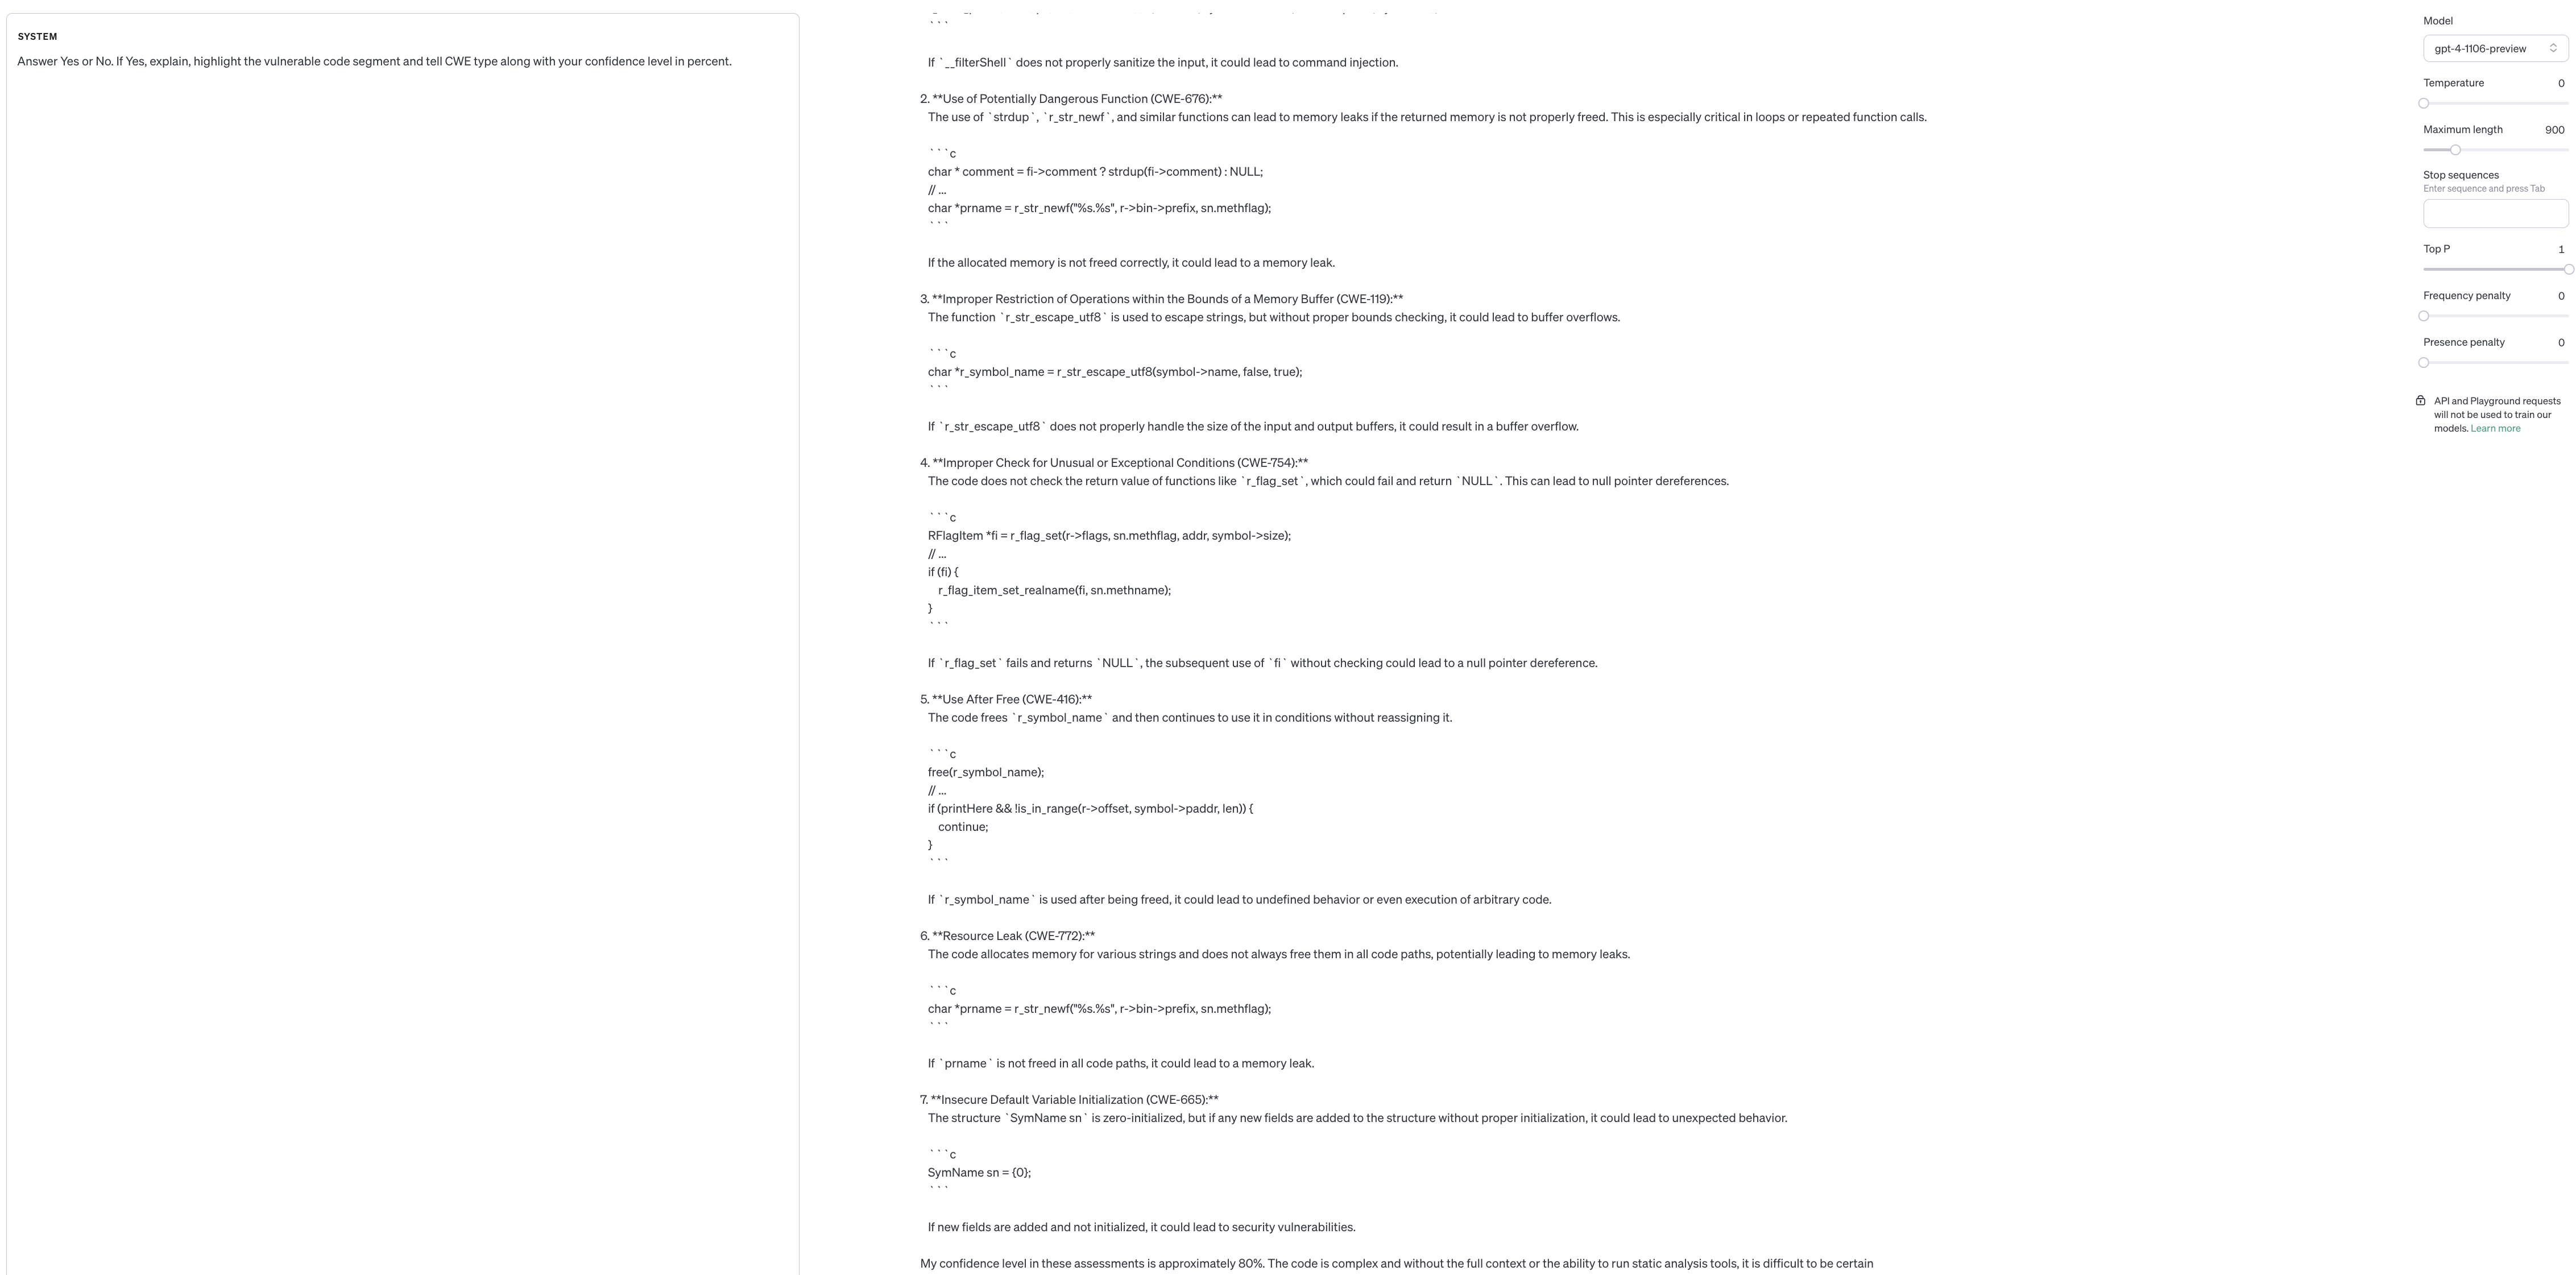 SYSTEM
Answer Yes or No. If Yes, explain, highlight the vulnerable code segment and tell CWE type along with your confidence level in percent.
```
If `__filterShell` does not properly sanitize the input, it could lead to command injection.
2. **Use of Potentially Dangerous Function (CWE-676):**
The use of `strdup`, `r_str_newf`, and similar functions can lead to memory leaks if the returned memory is not properly freed. This is especially critical in loops or repeated function calls.
```c
char * comment = fi->comment ? strdup(fi->comment) : NULL;
// ...
char *prname = r_str_newf("%s.%s", r->bin->prefix, sn.methflag);
```
If the allocated memory is not freed correctly, it could lead to a memory leak.
3. **Improper Restriction of Operations within the Bounds of a Memory Buffer (CWE-119):**
The function `r_str_escape_utf8` is used to escape strings, but without proper bounds checking, it could lead to buffer overflows.
```c
char *r_symbol_name = r_str_escape_utf8(symbol->name, false, true);
```
If `r_str_escape_utf8` does not properly handle the size of the input and output buffers, it could result in a buffer overflow.
4. **Improper Check for Unusual or Exceptional Conditions (CWE-754):**
The code does not check the return value of functions like `r_flag_set`, which could fail and return `NULL`. This can lead to null pointer dereferences.
```c
RFlagItem *fi = r_flag_set(r->flags, sn.methflag, addr, symbol->size);
// ...
if (fi) {
r_flag_item_set_realname(fi, sn.methname);
}
```
If `r_flag_set` fails and returns `NULL`, the subsequent use of `fi` without checking could lead to a null pointer dereference.
5. **Use After Free (CWE-416):**
The code frees `r_symbol_name` and then continues to use it in conditions without reassigning it.
```c
free(r_symbol_name);
// ...
if (printHere && !is_in_range(r->offset, symbol->paddr, len)) {
continue;
}
```
If `r_symbol_name` is used after being freed, it could lead to undefined behavior or even execution of arbitrary code.
6. **Resource Leak (CWE-772):**
The code allocates memory for various strings and does not always free them in all code paths, potentially leading to memory leaks.
```c
char *prname = r_str_newf("%s.%s", r->bin->prefix, sn.methflag);
```
If `prname` is not freed in all code paths, it could lead to a memory leak.
7. **Insecure Default Variable Initialization (CWE-665):**
The structure `SymName sn` is zero-initialized, but if any new fields are added to the structure without proper initialization, it could lead to unexpected behavior.
```c
SymName sn = {0};
```
If new fields are added and not initialized, it could lead to security vulnerabilities.
My confidence level in these assessments is approximately 80%. The code is complex and without the full context or the ability to run static analysis tools, it is difficult to be certain
Model
gpt-4-1106-preview
Temperature 0
Maximum length 900
Stop sequences
Enter sequence and press Tab
Top P 1
Frequency penalty 0
Presence penalty 0
API and Playground requests
will not be used to train our
models. Learn more